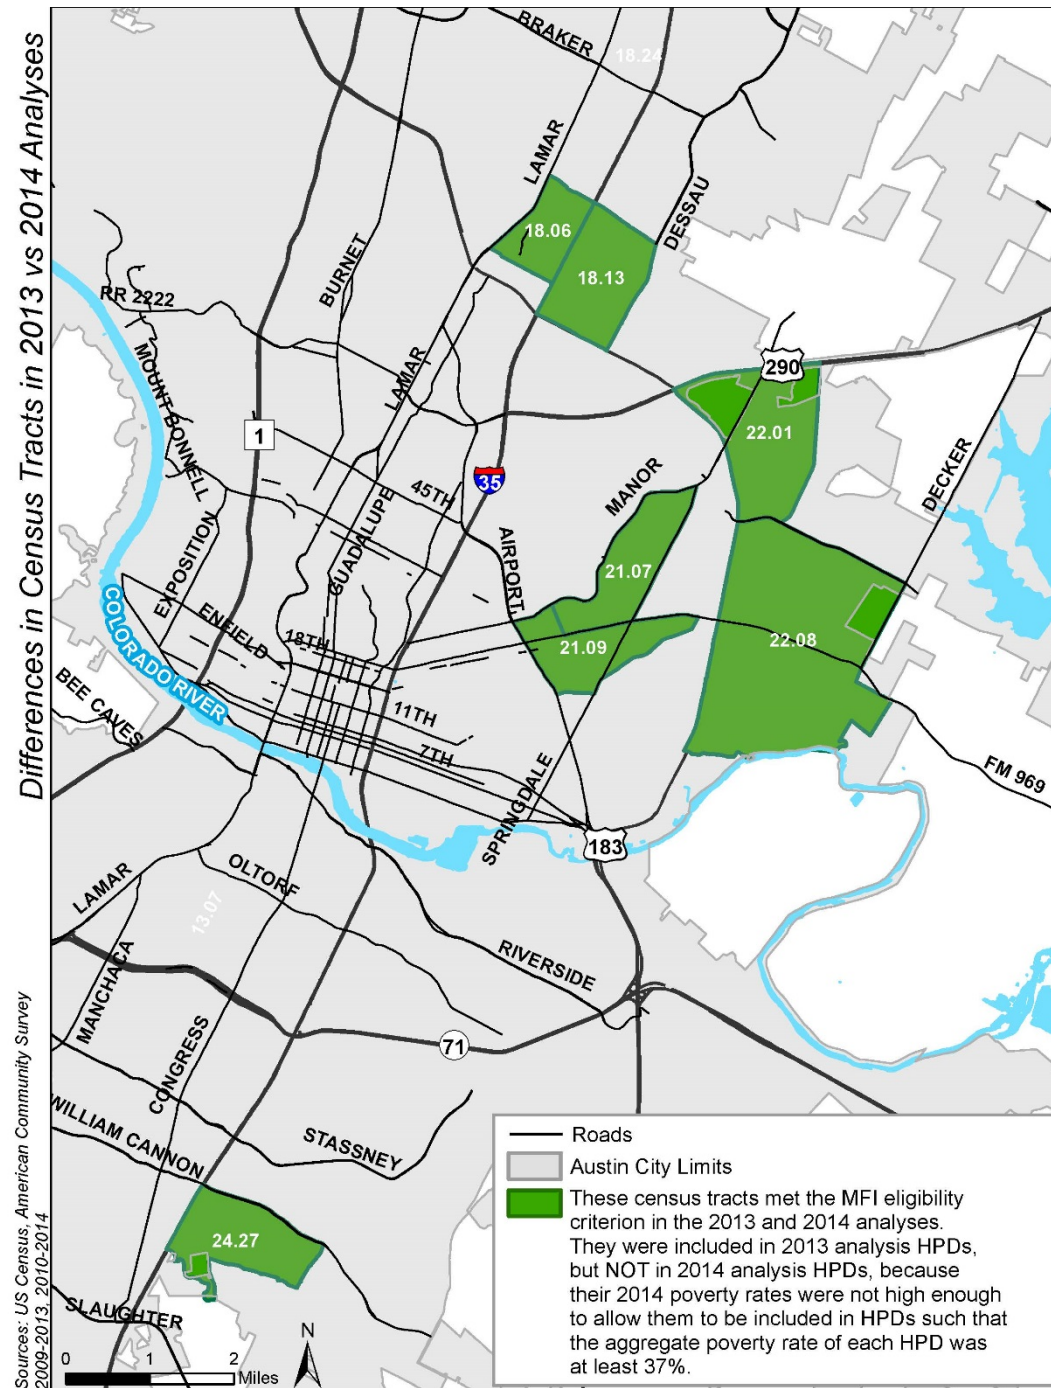 Differences in Census Tracts in 2013 vs 2014 Analyses
BRAKER
18.24
LAMAR
DESSAU
18.06
18.13
BURNET
RR 2222
MOUNT BONNELL
LAMAR
290
1
22.01
DECKER
35
45TH
MANOR
GUADALUPE
AIRPORT
EXPOSITION
21.07
COLORADO RIVER
ENFIELD
18TH
21.09
22.08
BEE CAVES
11TH
7TH
FM 969
SPRINGDALE
183
OLTORF
LAMAR
13.07
RIVERSIDE
MANCHACA
71
CONGRESS
WILLIAM CANNON
STASSNEY
24.27
SLAUGHTER
N
0 1 2
Miles
Roads
Austin City Limits
These census tracts met the MFI eligibility
criterion in the 2013 and 2014 analyses.
They were included in 2013 analysis HPDs,
but NOT in 2014 analysis HPDs, because
their 2014 poverty rates were not high enough
to allow them to be included in HPDs such that
the aggregate poverty rate of each HPD was
at least 37%.
Sources: US Census, American Community Survey
2009-2013, 2010-2014